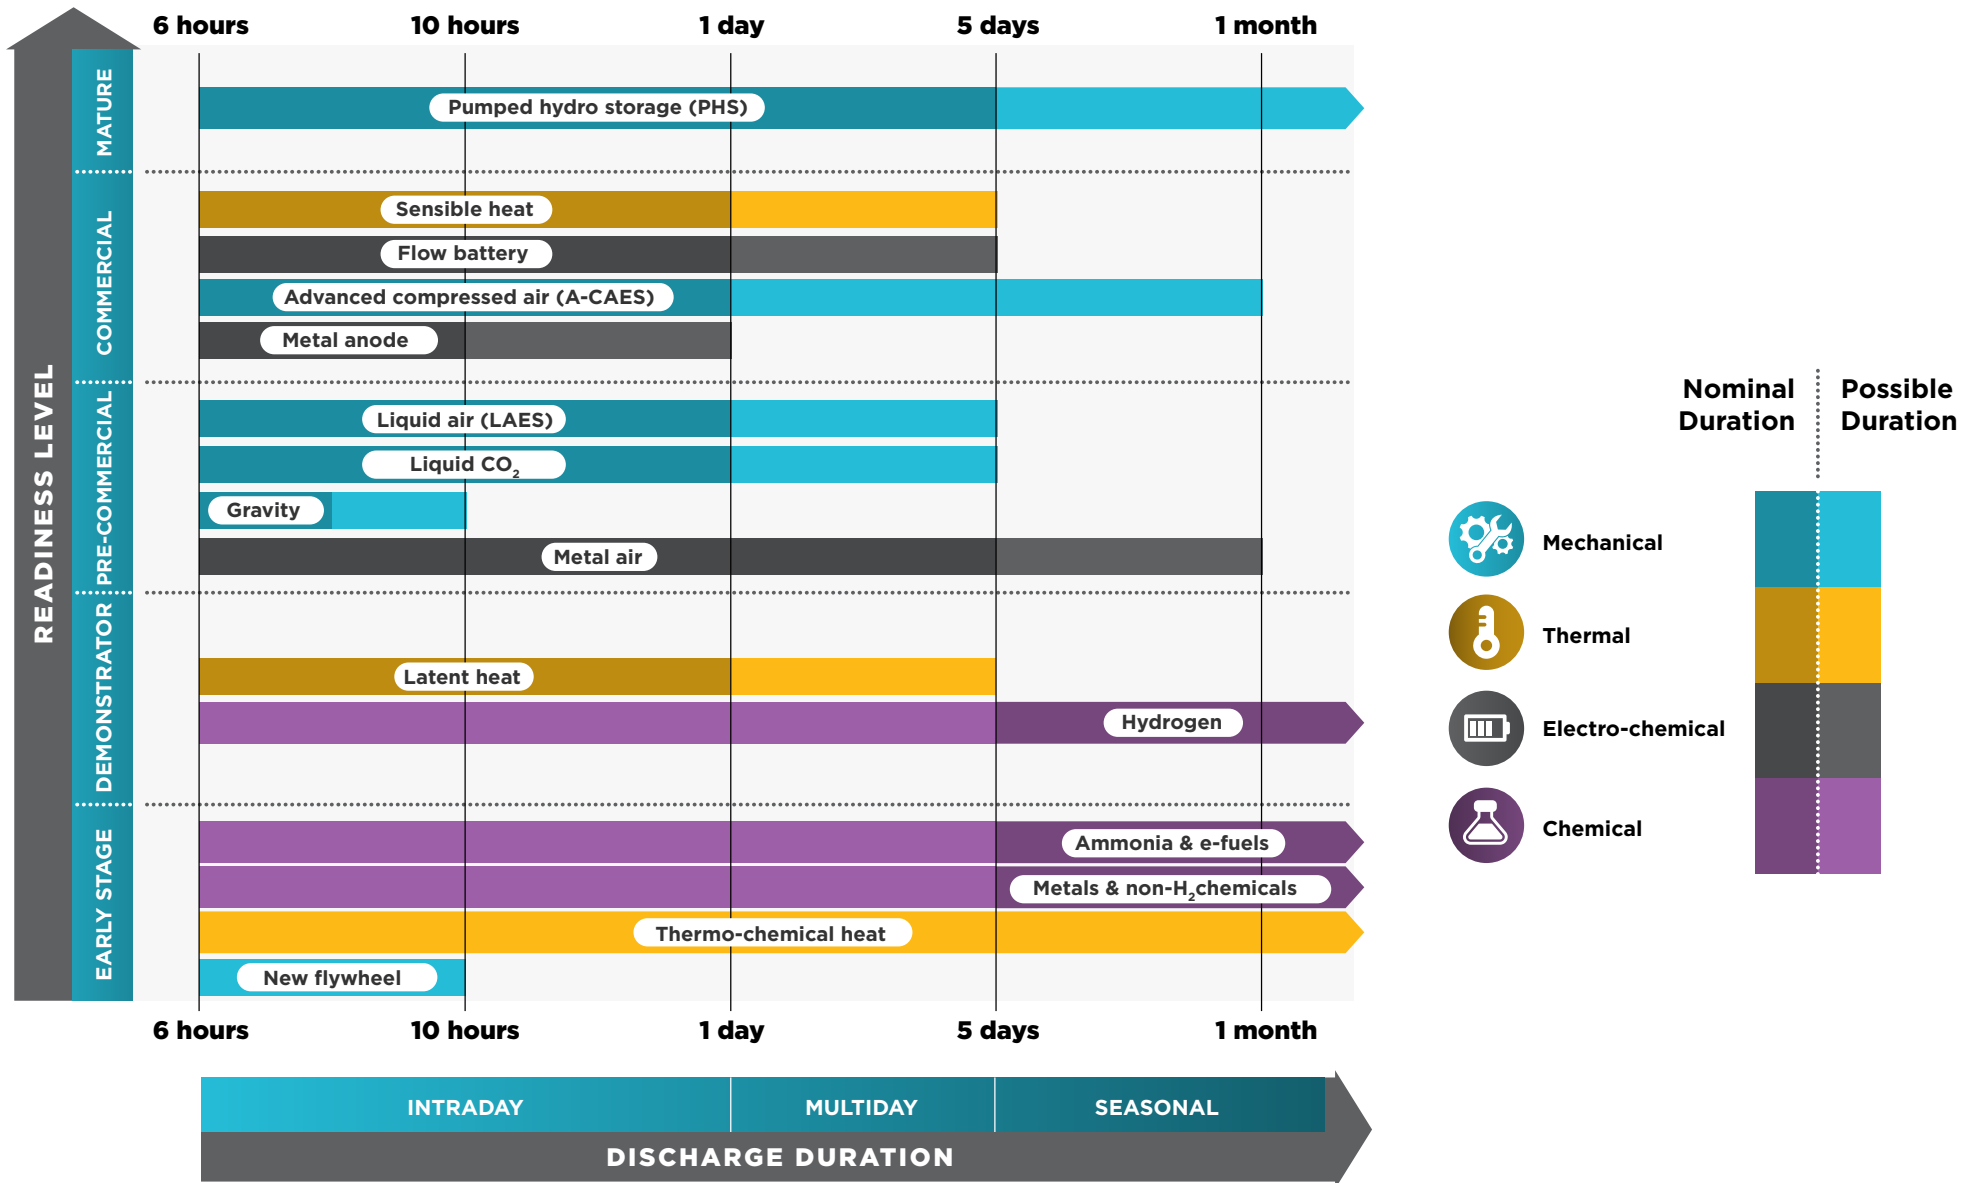 6 hours 10 hours 1 day 5 days 1 month
READINESS LEVEL
MATURE
Pumped hydro storage (PHS)
COMMERCIAL
Sensible heat
Flow battery
Advanced compressed air (A-CAES)
Metal anode
PRE-COMMERCIAL
Liquid air (LAES)
Liquid CO₂
Gravity
Metal air
DEMONSTRATOR
Latent heat
Hydrogen
EARLY STAGE
Ammonia & e-fuels
Metals & non-H₂chemicals
Thermo-chemical heat
New flywheel
6 hours 10 hours 1 day 5 days 1 month
INTRADAY MULTIDAY SEASONAL
DISCHARGE DURATION
Nominal Possible
Duration Duration
Mechanical
Thermal
Electro-chemical
Chemical